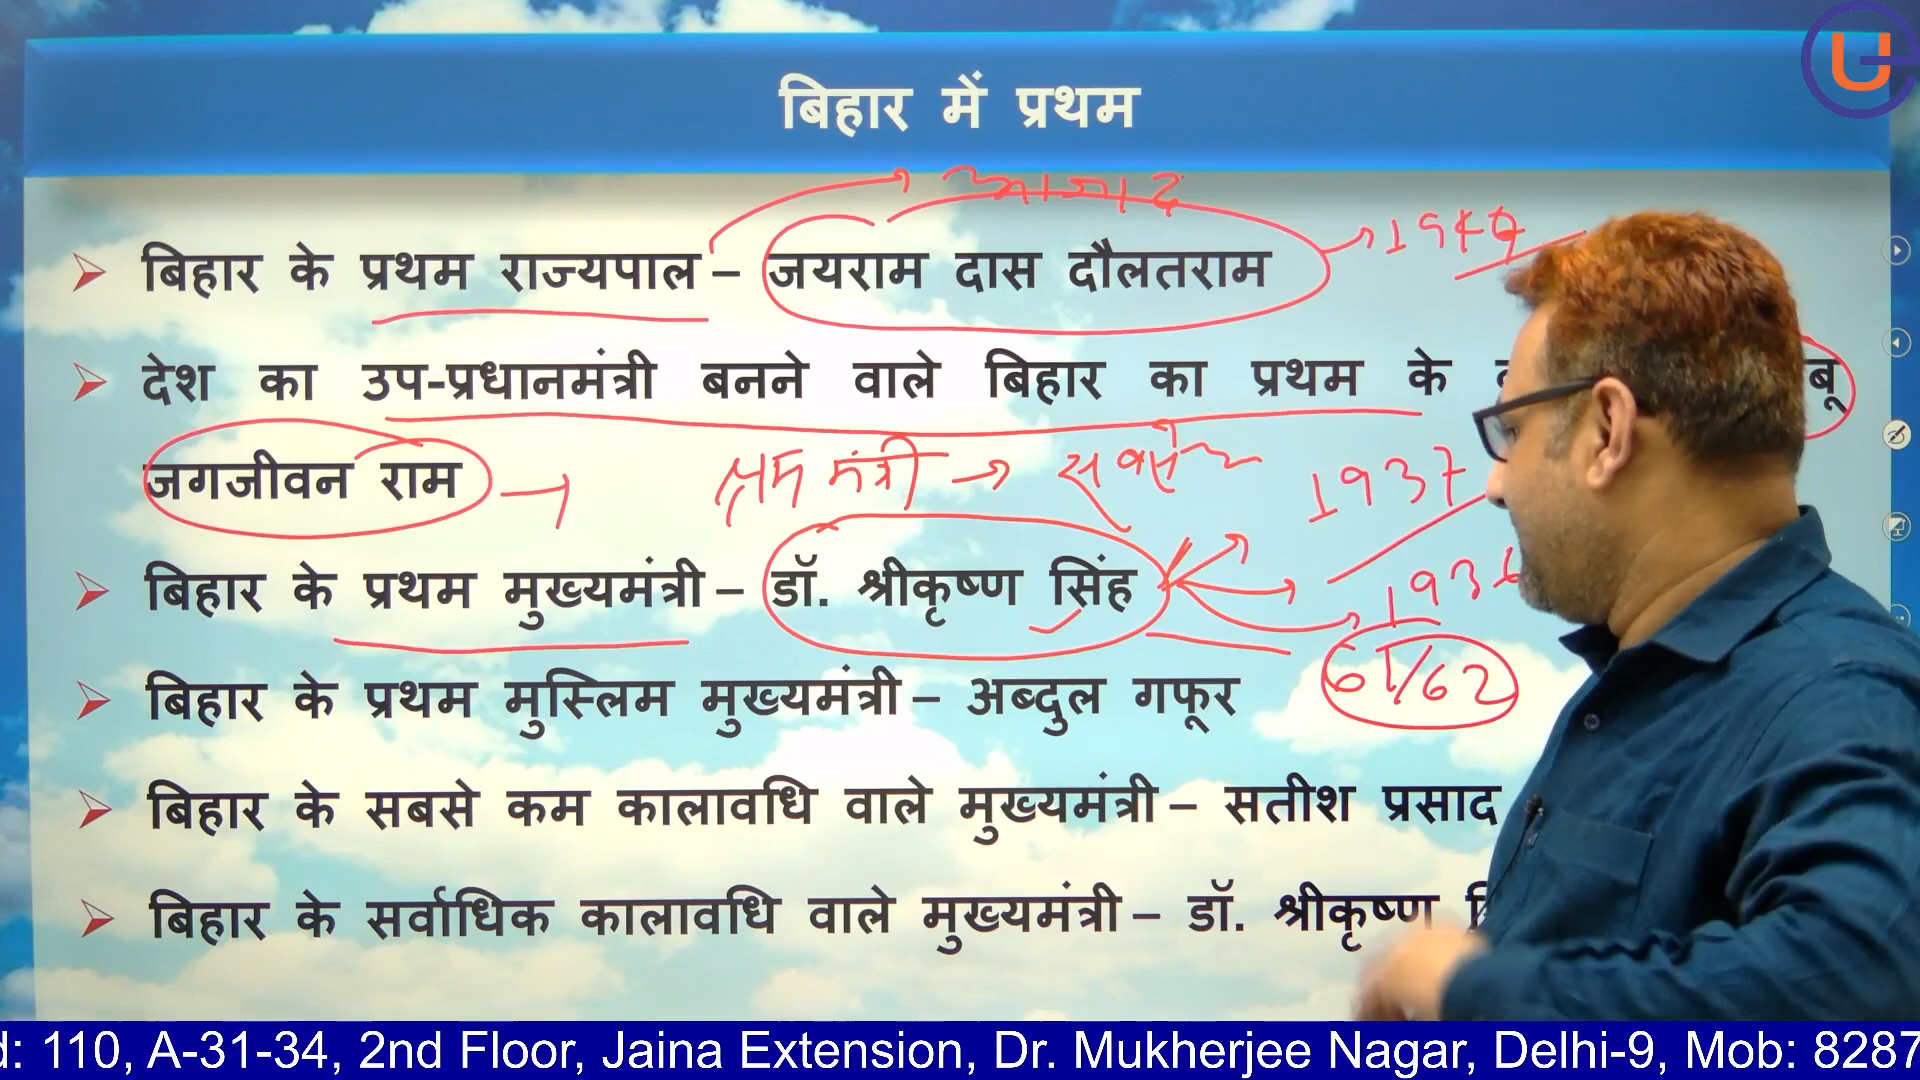 बिहार में प्रथम
आजाद
बिहार के प्रथम राज्यपाल – जयराम दास दौलतराम
देश का उप-प्रधानमंत्री बनने वाले बिहार का प्रथम के बू
जगजीवन राम
श्रम मंत्री → 1937
बिहार के प्रथम मुख्यमंत्री – डॉ. श्रीकृष्ण सिंह
61/62
बिहार के प्रथम मुस्लिम मुख्यमंत्री – अब्दुल गफूर
बिहार के सबसे कम कालावधि वाले मुख्यमंत्री – सतीश प्रसाद
बिहार के सर्वाधिक कालावधि वाले मुख्यमंत्री – डॉ. श्रीकृष्ण
: 110, A-31-34, 2nd Floor, Jaina Extension, Dr. Mukherjee Nagar, Delhi-9, Mob: 8287